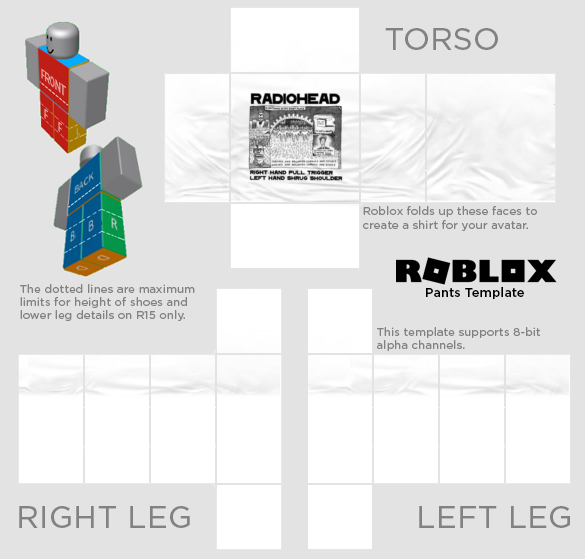 TORSO
FRONT
F
F
L
BACK
B
B
R
RADIOHEAD
RIGHT HAND PULL TRIGGER
LEFT HAND SHRUG SHOULDER
Roblox folds up these faces to
create a shirt for your avatar.
ROBLOX
Pants Template
The dotted lines are maximum
limits for height of shoes and
lower leg details on R15 only.
This template supports 8-bit
alpha channels.
RIGHT LEG
LEFT LEG